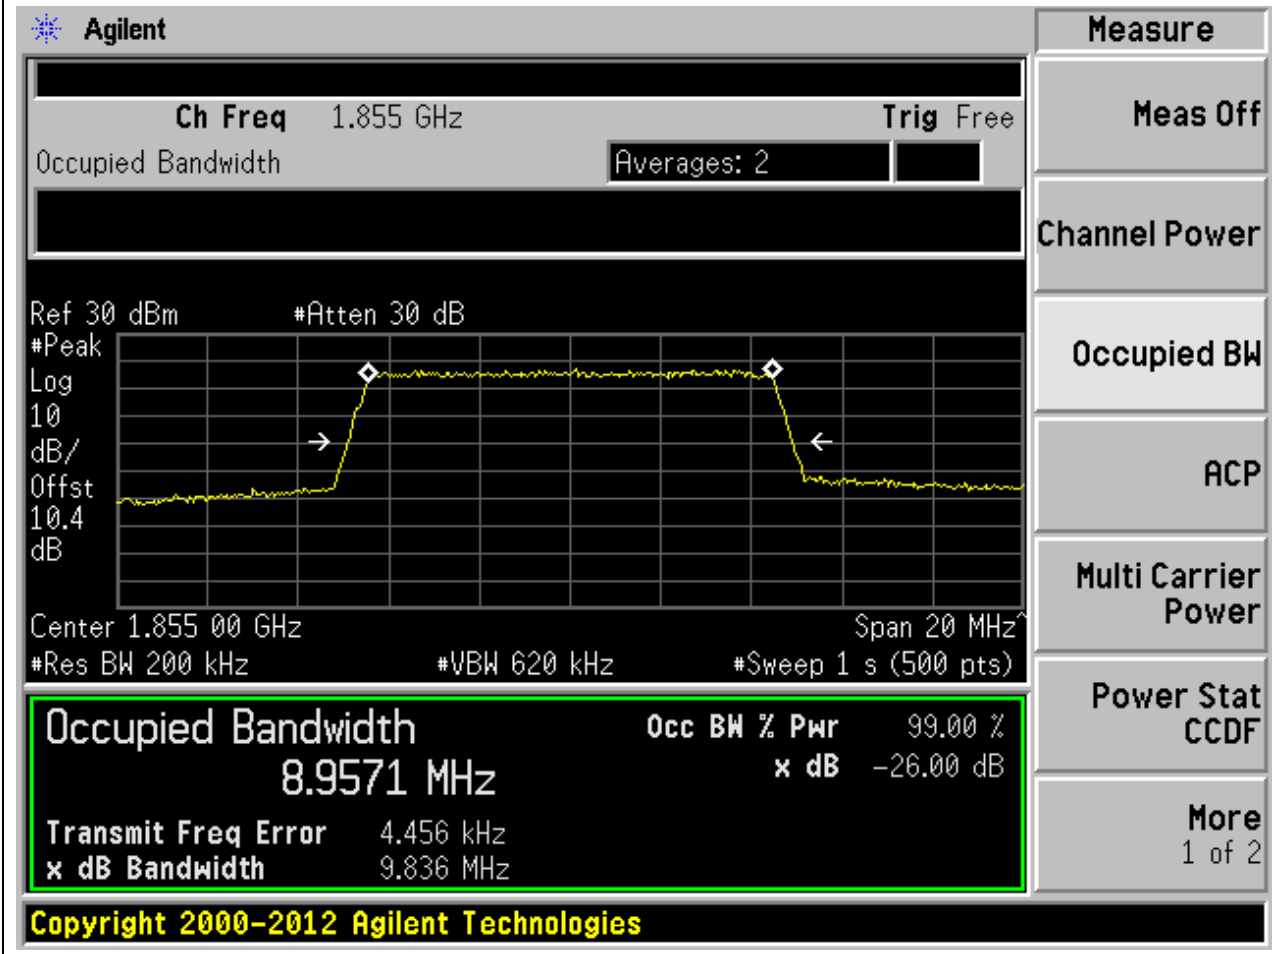 Agilent
Measure
Ch Freq 1.855 GHz Trig Free
Occupied Bandwidth Averages: 2
Meas Off
Channel Power
Ref 30 dBm #Atten 30 dB
#Peak
Log
10
dB/
Offst
10.4
dB
Occupied BW
ACP
Center 1.855 00 GHz Span 20 MHz^
#Res BW 200 kHz #VBW 620 kHz #Sweep 1 s (500 pts)
Multi Carrier
Power
Occupied Bandwidth Occ BW % Pwr 99.00 %
8.9571 MHz x dB -26.00 dB
Transmit Freq Error 4.456 kHz
x dB Bandwidth 9.836 MHz
Power Stat
CCDF
More
1 of 2
Copyright 2000-2012 Agilent Technologies